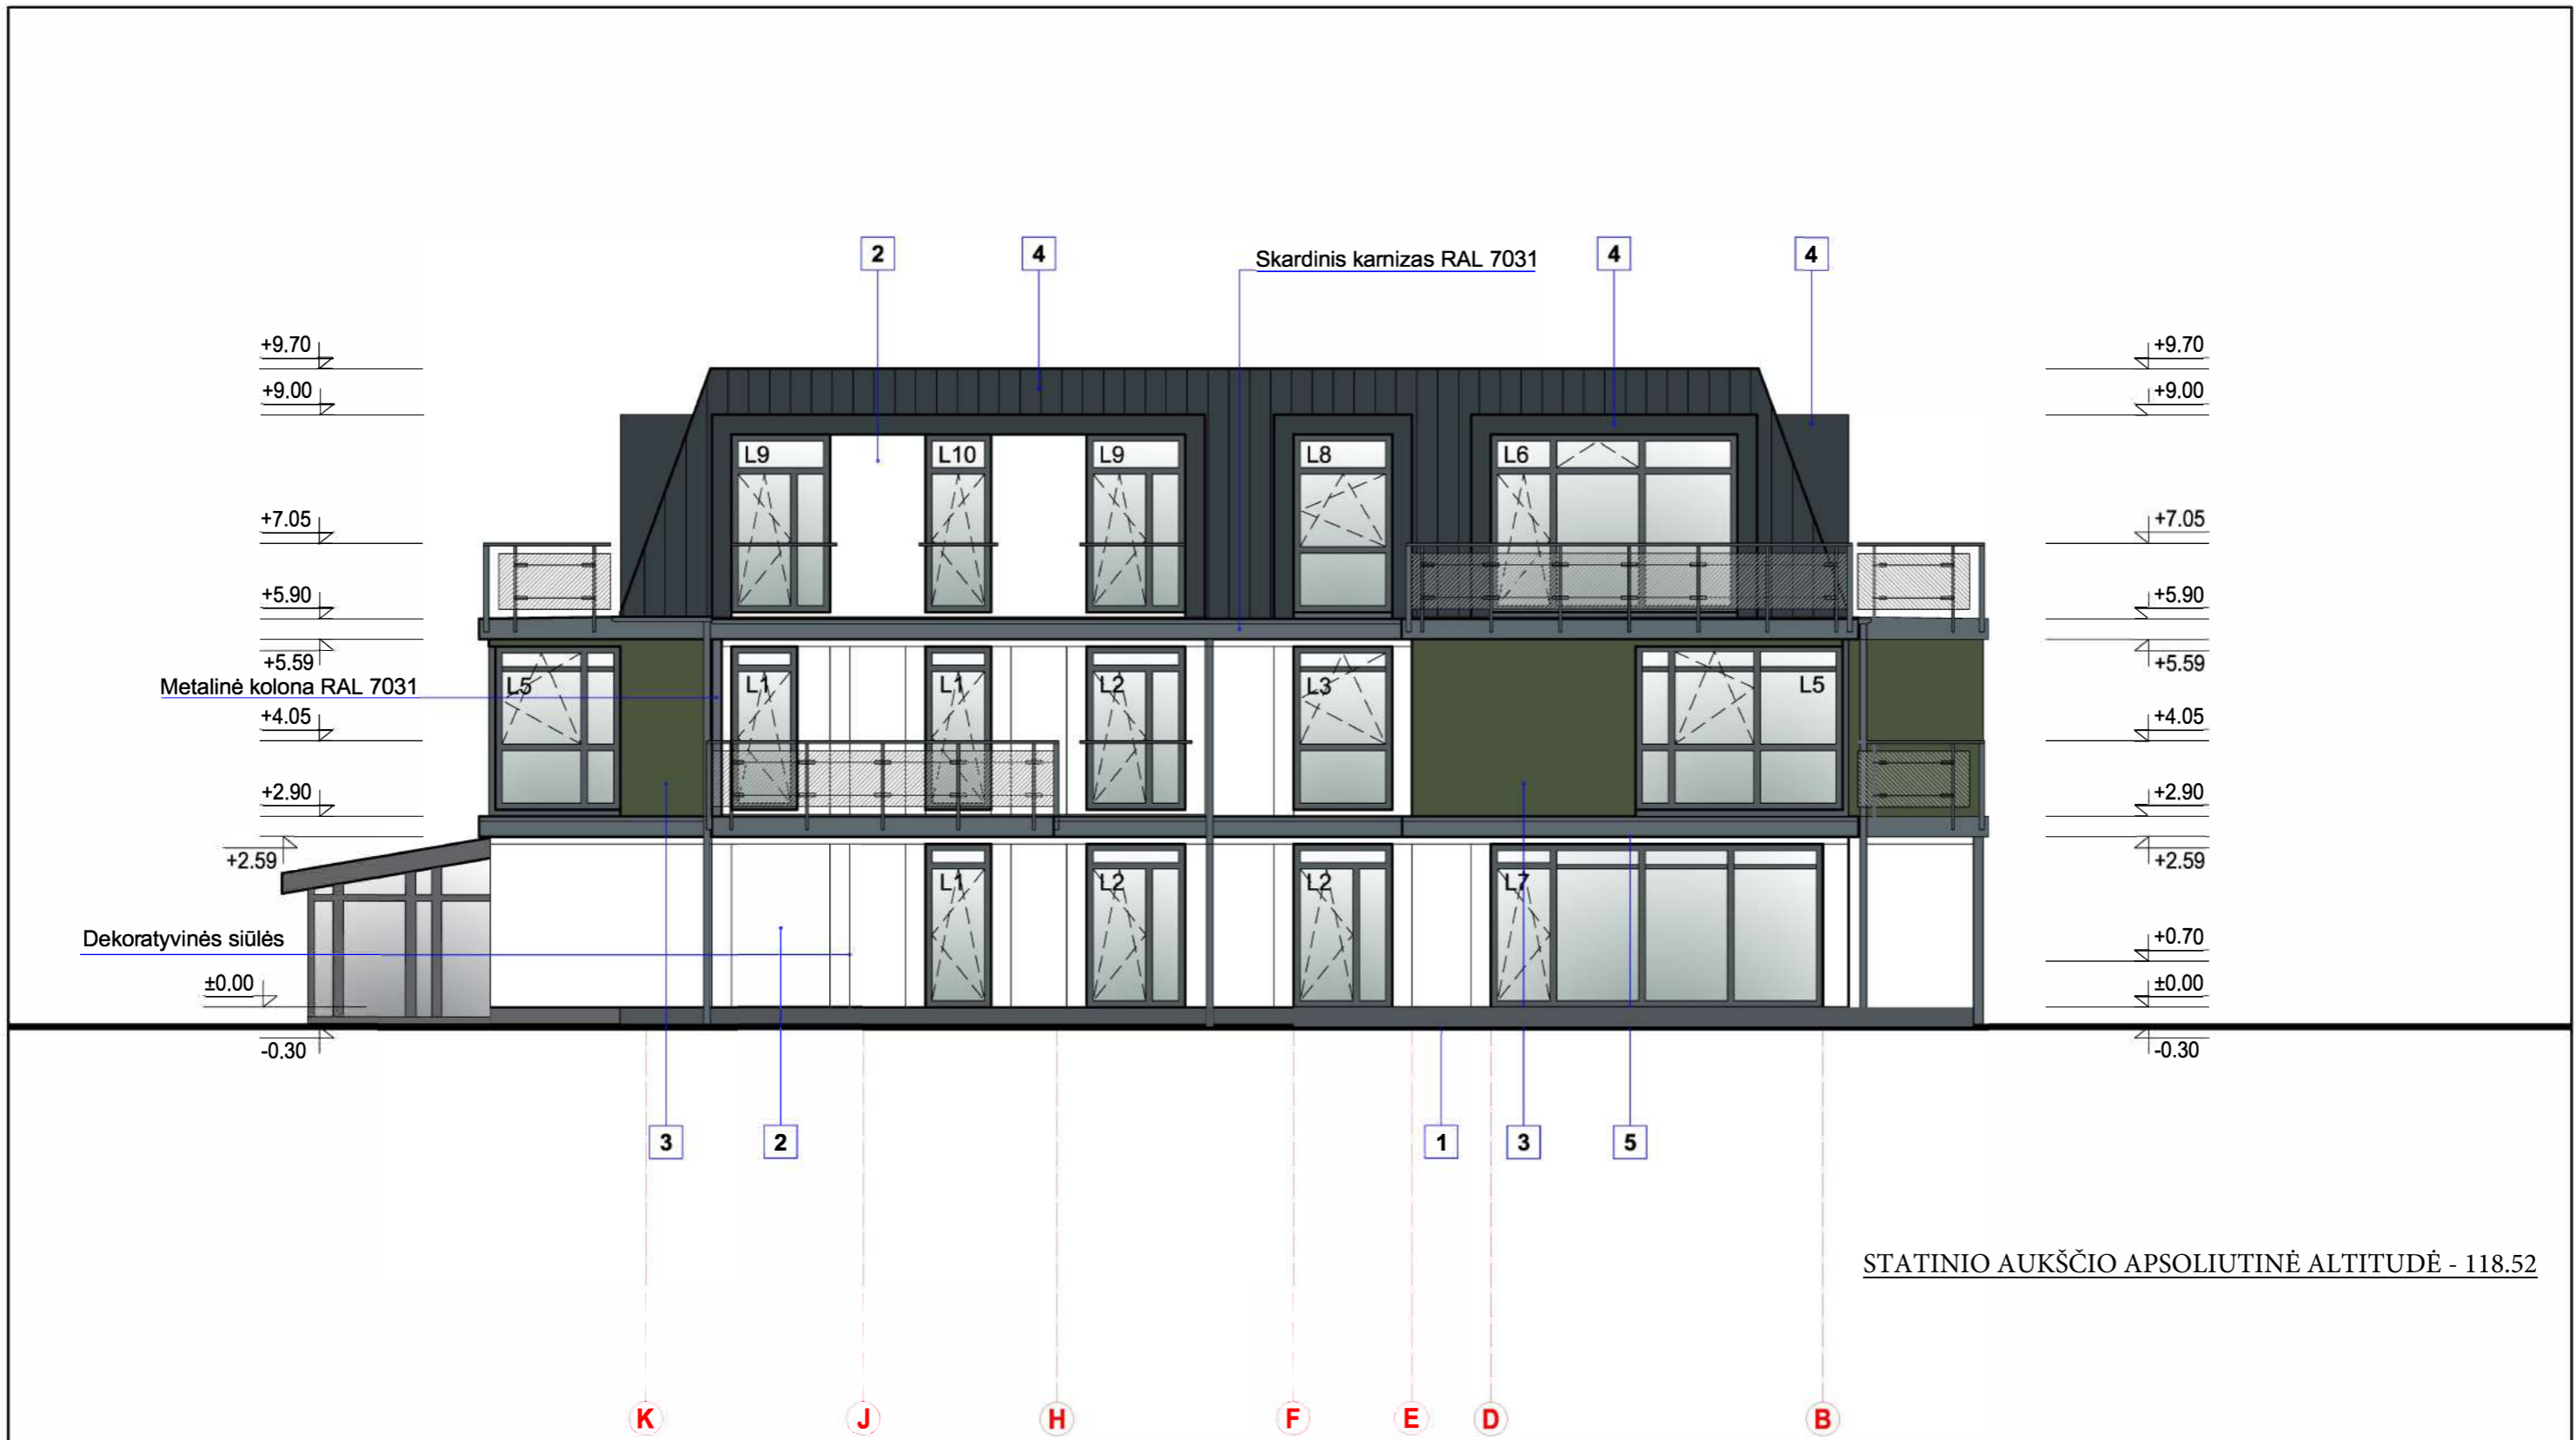 2
4
Skardinis karnizas RAL 7031
4
4
+9.70
+9.70
+9.00
+9.00
L9
L10
L9
L8
L6
+7.05
+7.05
+5.90
+5.90
+5.59
+5.59
Metalinė kolona RAL 7031
L5
L1
L1
L2
L3
L5
+4.05
+4.05
+2.90
+2.90
+2.59
+2.59
L1
L2
L2
L7
Dekoratyvinės siūlės
+0.70
±0.00
±0.00
-0.30
-0.30
3
2
1
3
5
STATINIO AUKŠČIO APSOLIUTINĖ ALTITUDĖ - 118.52
K
J
H
F
E
D
B